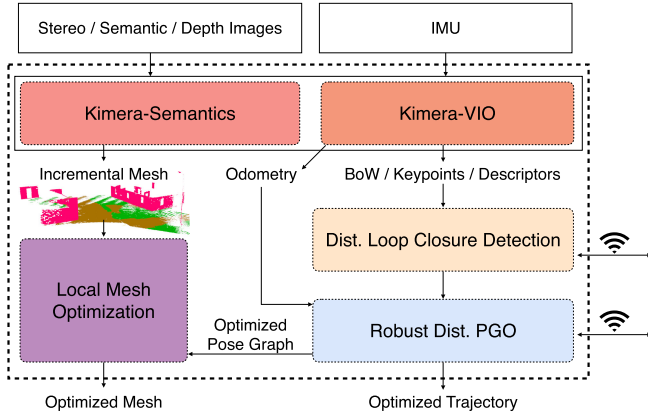 Stereo / Semantic / Depth Images
IMU
Kimera-Semantics
Kimera-VIO
Incremental Mesh
Odometry
BoW / Keypoints / Descriptors
Dist. Loop Closure Detection
Local Mesh
Optimization
Optimized
Pose Graph
Robust Dist. PGO
Optimized Mesh
Optimized Trajectory